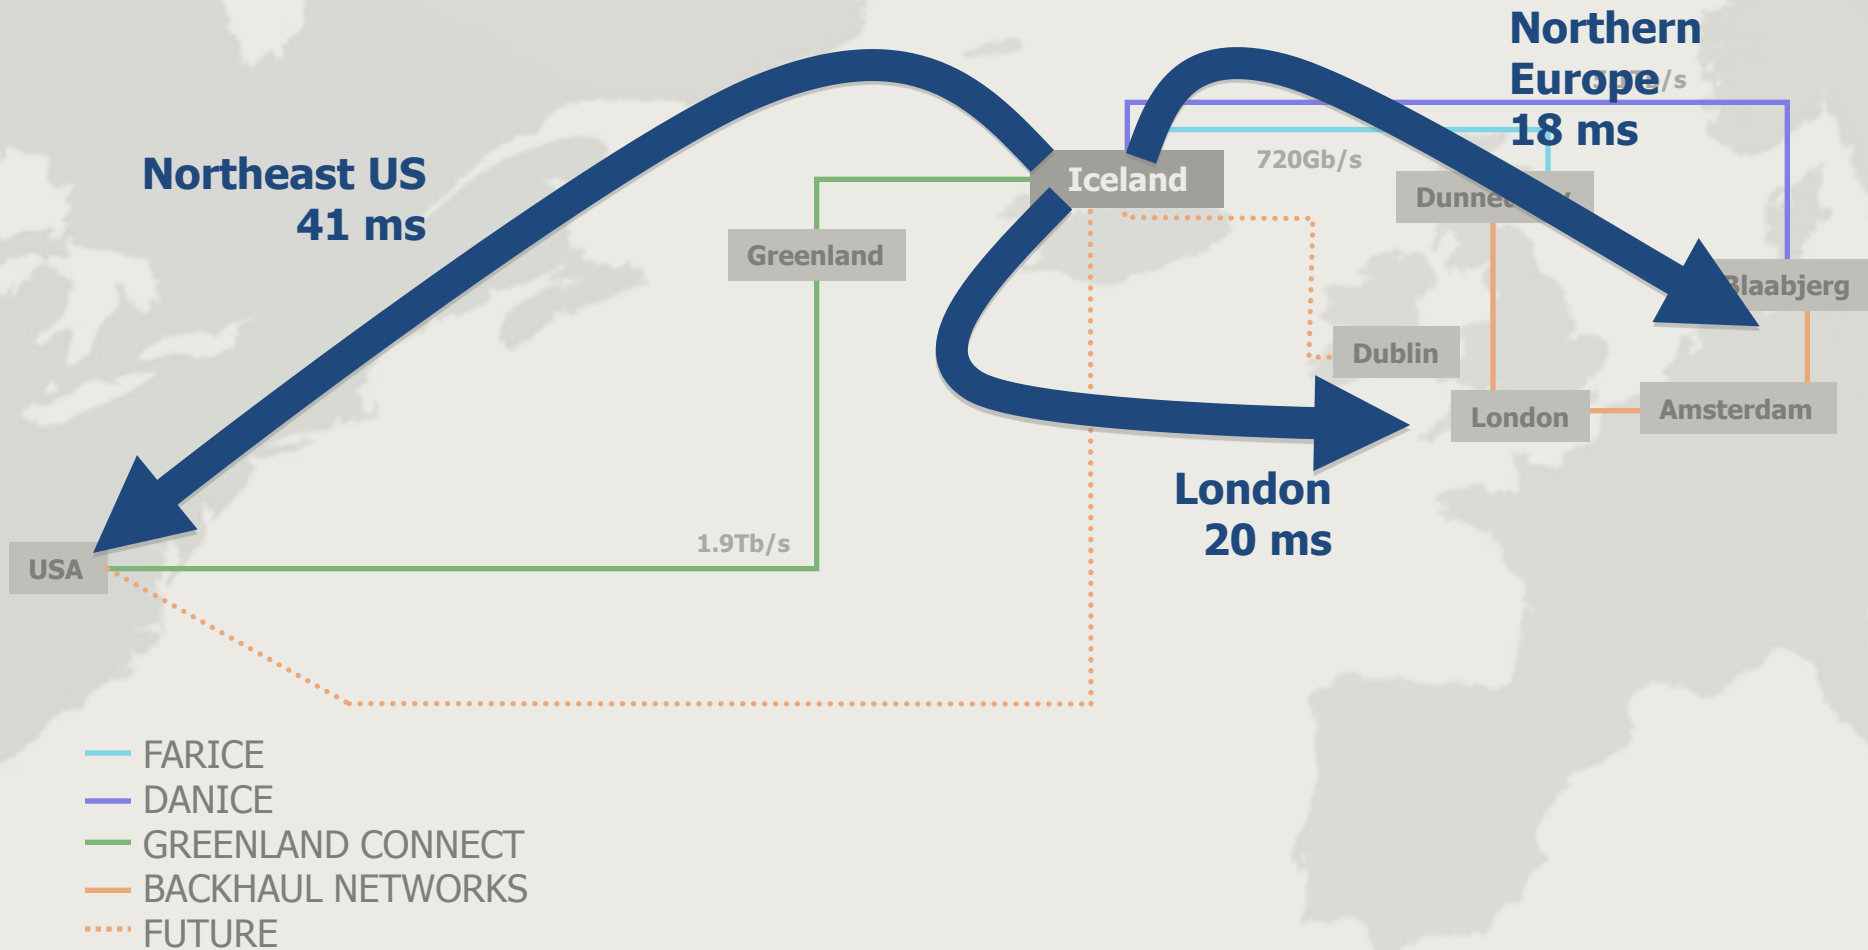 Northern
Europe
18 ms
Northeast US
41 ms
720Gb/s
Iceland
Greenland
Blaabjerg
Dublin
London
Amsterdam
London
20 ms
1.9Tb/s
USA
FARICE
DANICE
GREENLAND CONNECT
BACKHAUL NETWORKS
FUTURE